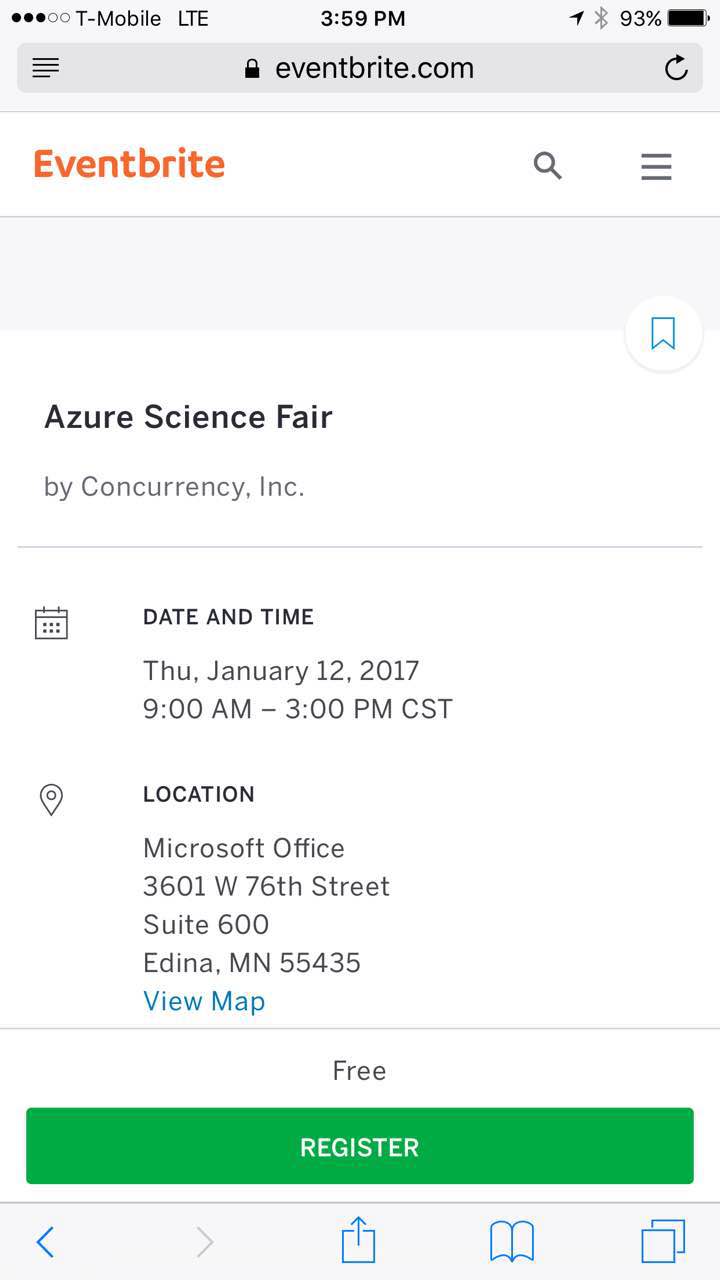 T-Mobile LTE 3:59 PM 93%
eventbrite.com
Eventbrite
Azure Science Fair
by Concurrency, Inc.
DATE AND TIME
Thu, January 12, 2017
9:00 AM – 3:00 PM CST
LOCATION
Microsoft Office
3601 W 76th Street
Suite 600
Edina, MN 55435
View Map
Free
REGISTER